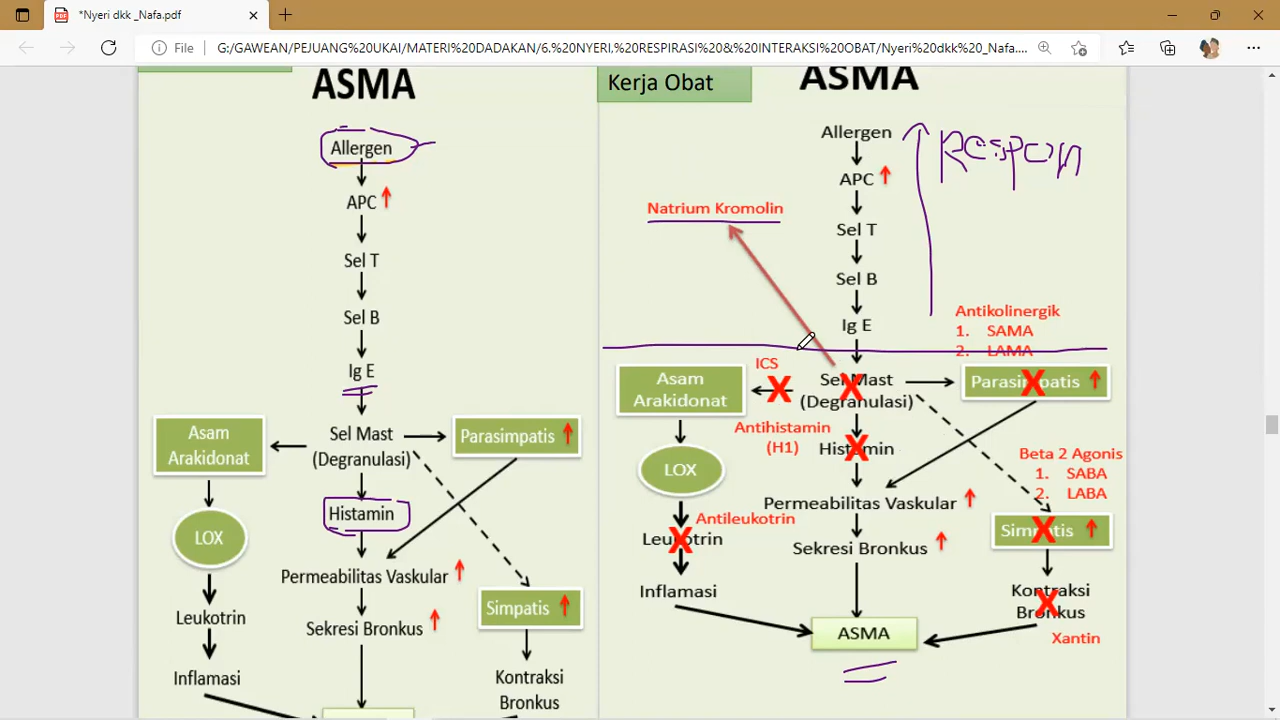 *Nyeri dkk _Nafa.pdf
File
G:/GAWEAN/PEJUANG%20UKAI/MATERI%20DADAKAN/6.%20NYERI,%20RESPIRASI%20&%20INTERAKSI%20OBAT/Nyeri%20dkk%20_Nafa....
ASMA
Allergen
APC
Sel T
Sel B
Ig E
Asam
Arakidonat
Sel Mast
(Degranulasi)
Parasimpatis
Histamin
LOX
Permeabilitas Vaskular
Simpatis
Leukotrin
Sekresi Bronkus
Inflamasi
Kontraksi
Bronkus
Kerja Obat
ASMA
Allergen
RESPON
APC
Natrium Kromolin
Sel T
Sel B
Antikolinergik
Ig E
1. SAMA
2. LAMA
ICS
Asam
Arakidonat
Sel Mast
(Degranulasi)
Parasimpatis
Antihistamin
(H1)
Histamin
Beta 2 Agonis
1. SABA
2. LABA
LOX
Permeabilitas Vaskular
Antileukotrin
Leukotrin
Simpatis
Sekresi Bronkus
Inflamasi
Kontraksi
Bronkus
ASMA
Xantin